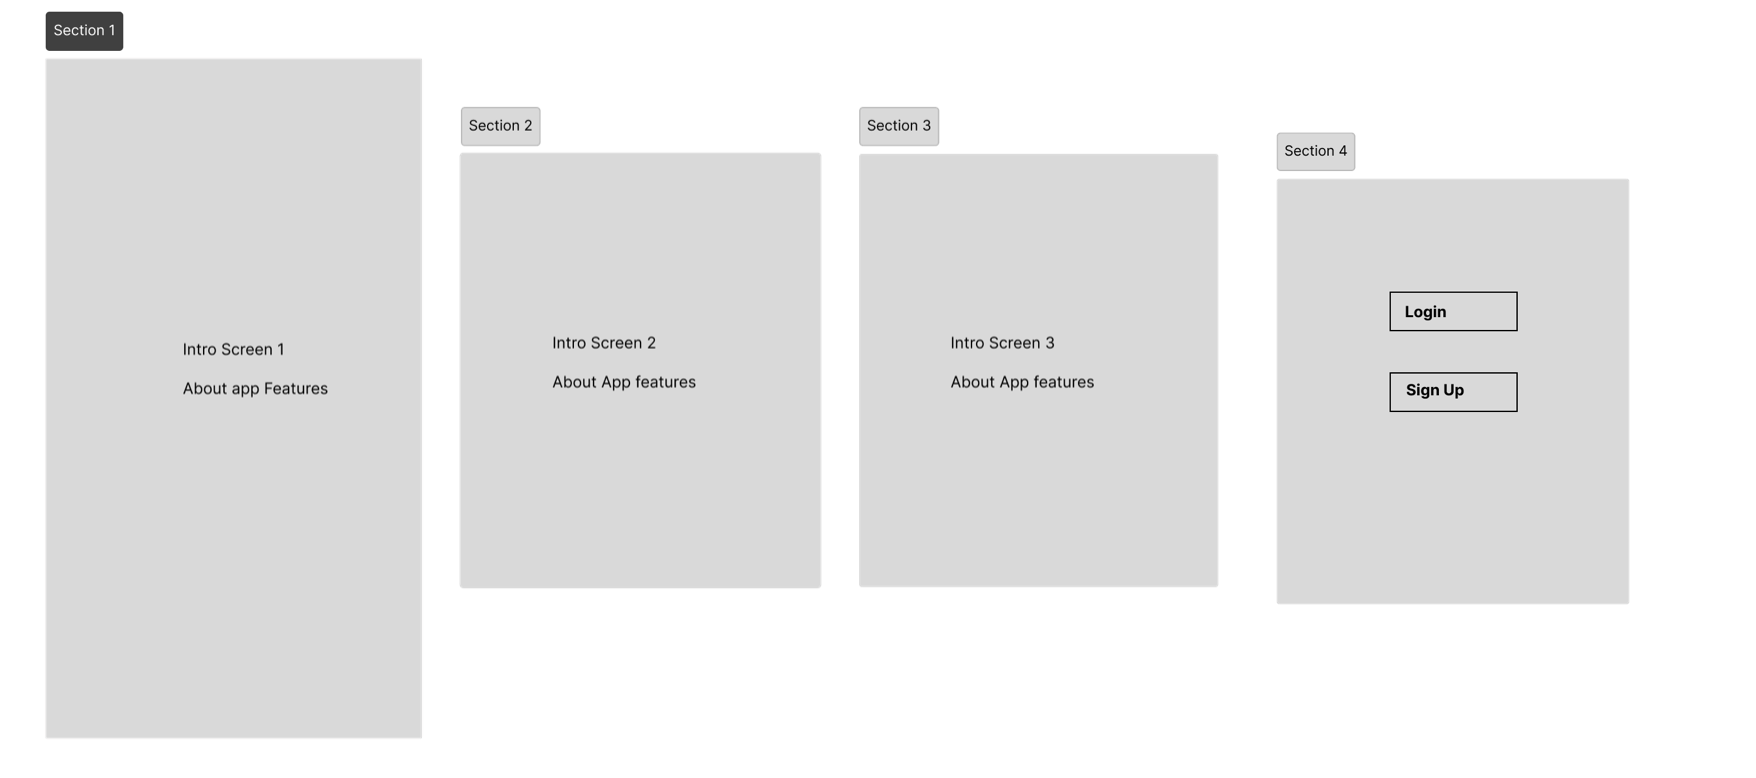 Section 1
Intro Screen 1
About app Features
Section 2
Intro Screen 2
About App features
Section 3
Intro Screen 3
About App features
Section 4
Login
Sign Up